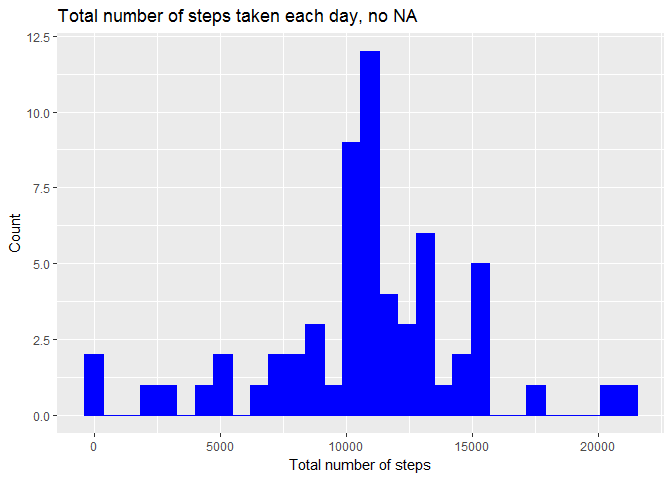 Total number of steps taken each day, no NA
12.5
10.0
7.5
5.0
2.5
0.0
Count
0 5000 10000 15000 20000
Total number of steps